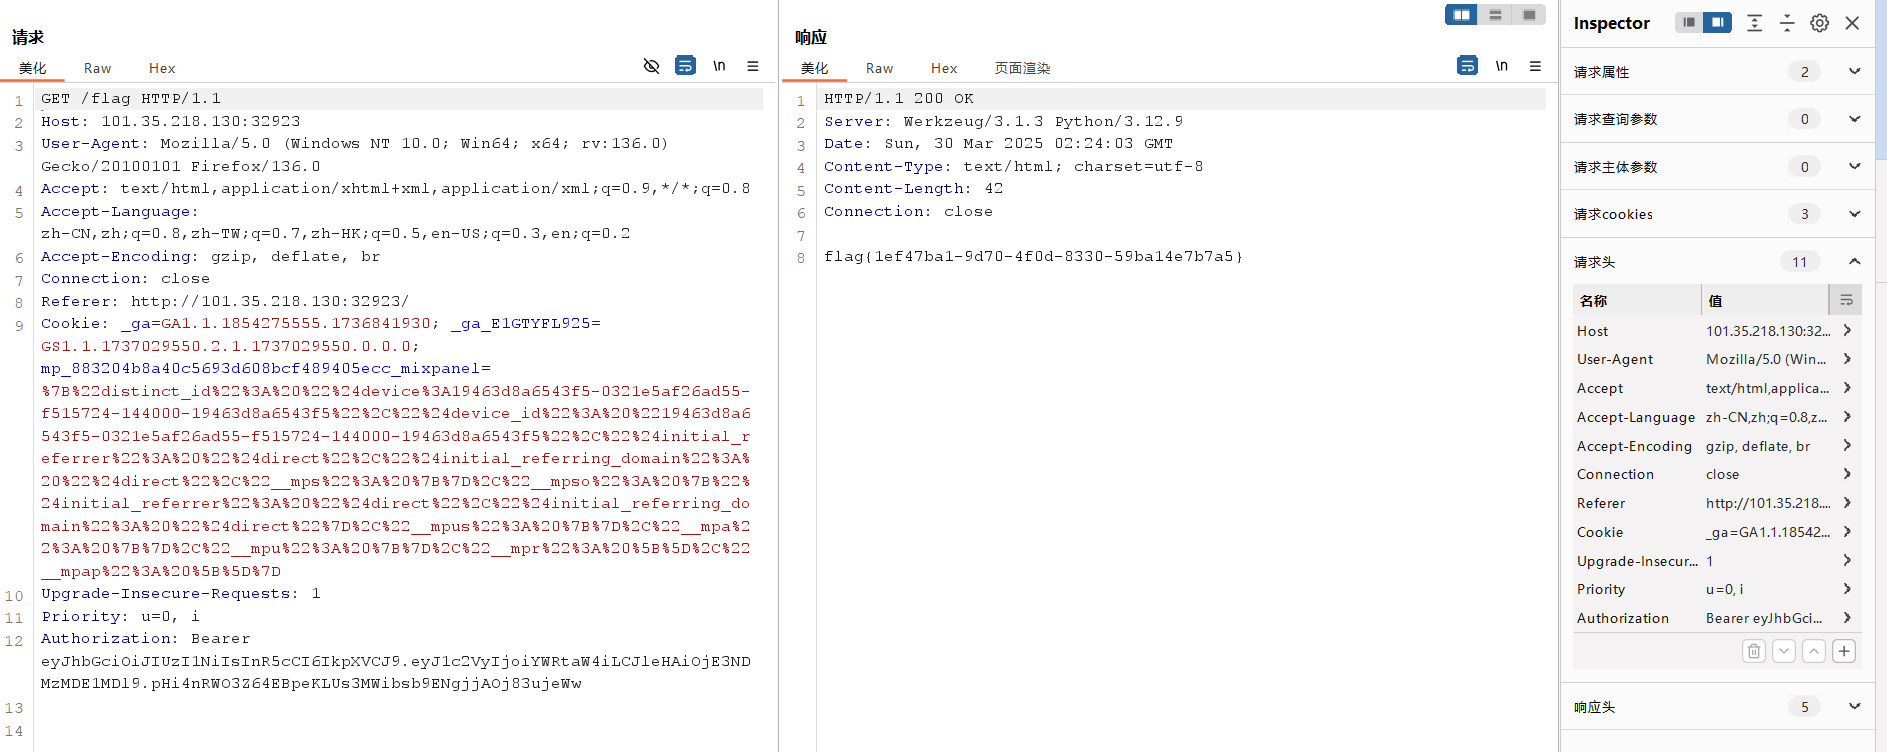 请求
美化 Raw Hex \n
1 GET /flag HTTP/1.1
2 Host: 101.35.218.130:32923
3 User-Agent: Mozilla/5.0 (Windows NT 10.0; Win64; x64; rv:136.0)
Gecko/20100101 Firefox/136.0
4 Accept: text/html,application/xhtml+xml,application/xml;q=0.9,*/*;q=0.8
5 Accept-Language:
zh-CN,zh;q=0.8,zh-TW;q=0.7,zh-HK;q=0.5,en-US;q=0.3,en;q=0.2
6 Accept-Encoding: gzip, deflate, br
7 Connection: close
8 Referer: http://101.35.218.130:32923/
9 Cookie: _ga=GA1.1.1854275555.1736841930; _ga_E1GTYFL925=
GS1.1.1737029550.2.1.1737029550.0.0.0;
mp_883204b8a40c5693d608bcf489405ecc_mixpanel=
%7B%22distinct_id%22%3A%20%22%24device%3A19463d8a6543f5-0321e5af26ad55-
f515724-144000-19463d8a6543f5%22%2C%22%24device_id%22%3A%20%2219463d8a6
543f5-0321e5af26ad55-f515724-144000-19463d8a6543f5%22%2C%22%24initial_r
eferrer%22%3A%20%22%24direct%22%2C%22%24initial_referring_domain%22%3A%
20%22%24direct%22%2C%22__mps%22%3A%20%7B%7D%2C%22__mpso%22%3A%20%7B%22%
24initial_referrer%22%3A%20%22%24direct%22%2C%22%24initial_referring_do
main%22%3A%20%22%24direct%22%7D%2C%22__mpus%22%3A%20%7B%7D%2C%22__mpa%2
2%3A%20%7B%7D%2C%22__mpu%22%3A%20%7B%7D%2C%22__mpr%22%3A%20%5B%5D%2C%22
__mpap%22%3A%20%5B%5D%7D
10 Upgrade-Insecure-Requests: 1
11 Priority: u=0, i
12 Authorization: Bearer
eyJhbGciOiJIUzI1NiIsInR5cCI6IkpXVCJ9.eyJ1c2VyIjoiYWRtaW4iLCJleHAiOjE3ND
MzMDE1MDl9.pHi4nRWO3Z64EBpeKLUs3MWibsb9ENgjjAOj83ujeWw
13
14
响应
美化 Raw Hex 页面渲染 \n
1 HTTP/1.1 200 OK
2 Server: Werkzeug/3.1.3 Python/3.12.9
3 Date: Sun, 30 Mar 2025 02:24:03 GMT
4 Content-Type: text/html; charset=utf-8
5 Content-Length: 42
6 Connection: close
7
8 flag{1ef47ba1-9d70-4f0d-8330-59ba14e7b7a5}
Inspector
请求属性 2
请求查询参数 0
请求主体参数 0
请求cookies 3
请求头 11
名称 值
Host 101.35.218.130:32...
User-Agent Mozilla/5.0 (Win...
Accept text/html,applica...
Accept-Language zh-CN,zh;q=0.8,z...
Accept-Encoding gzip, deflate, br
Connection close
Referer http://101.35.218....
Cookie _ga=GA1.1.18542...
Upgrade-Insecur... 1
Priority u=0, i
Authorization Bearer eyJhbGci...
响应头 5